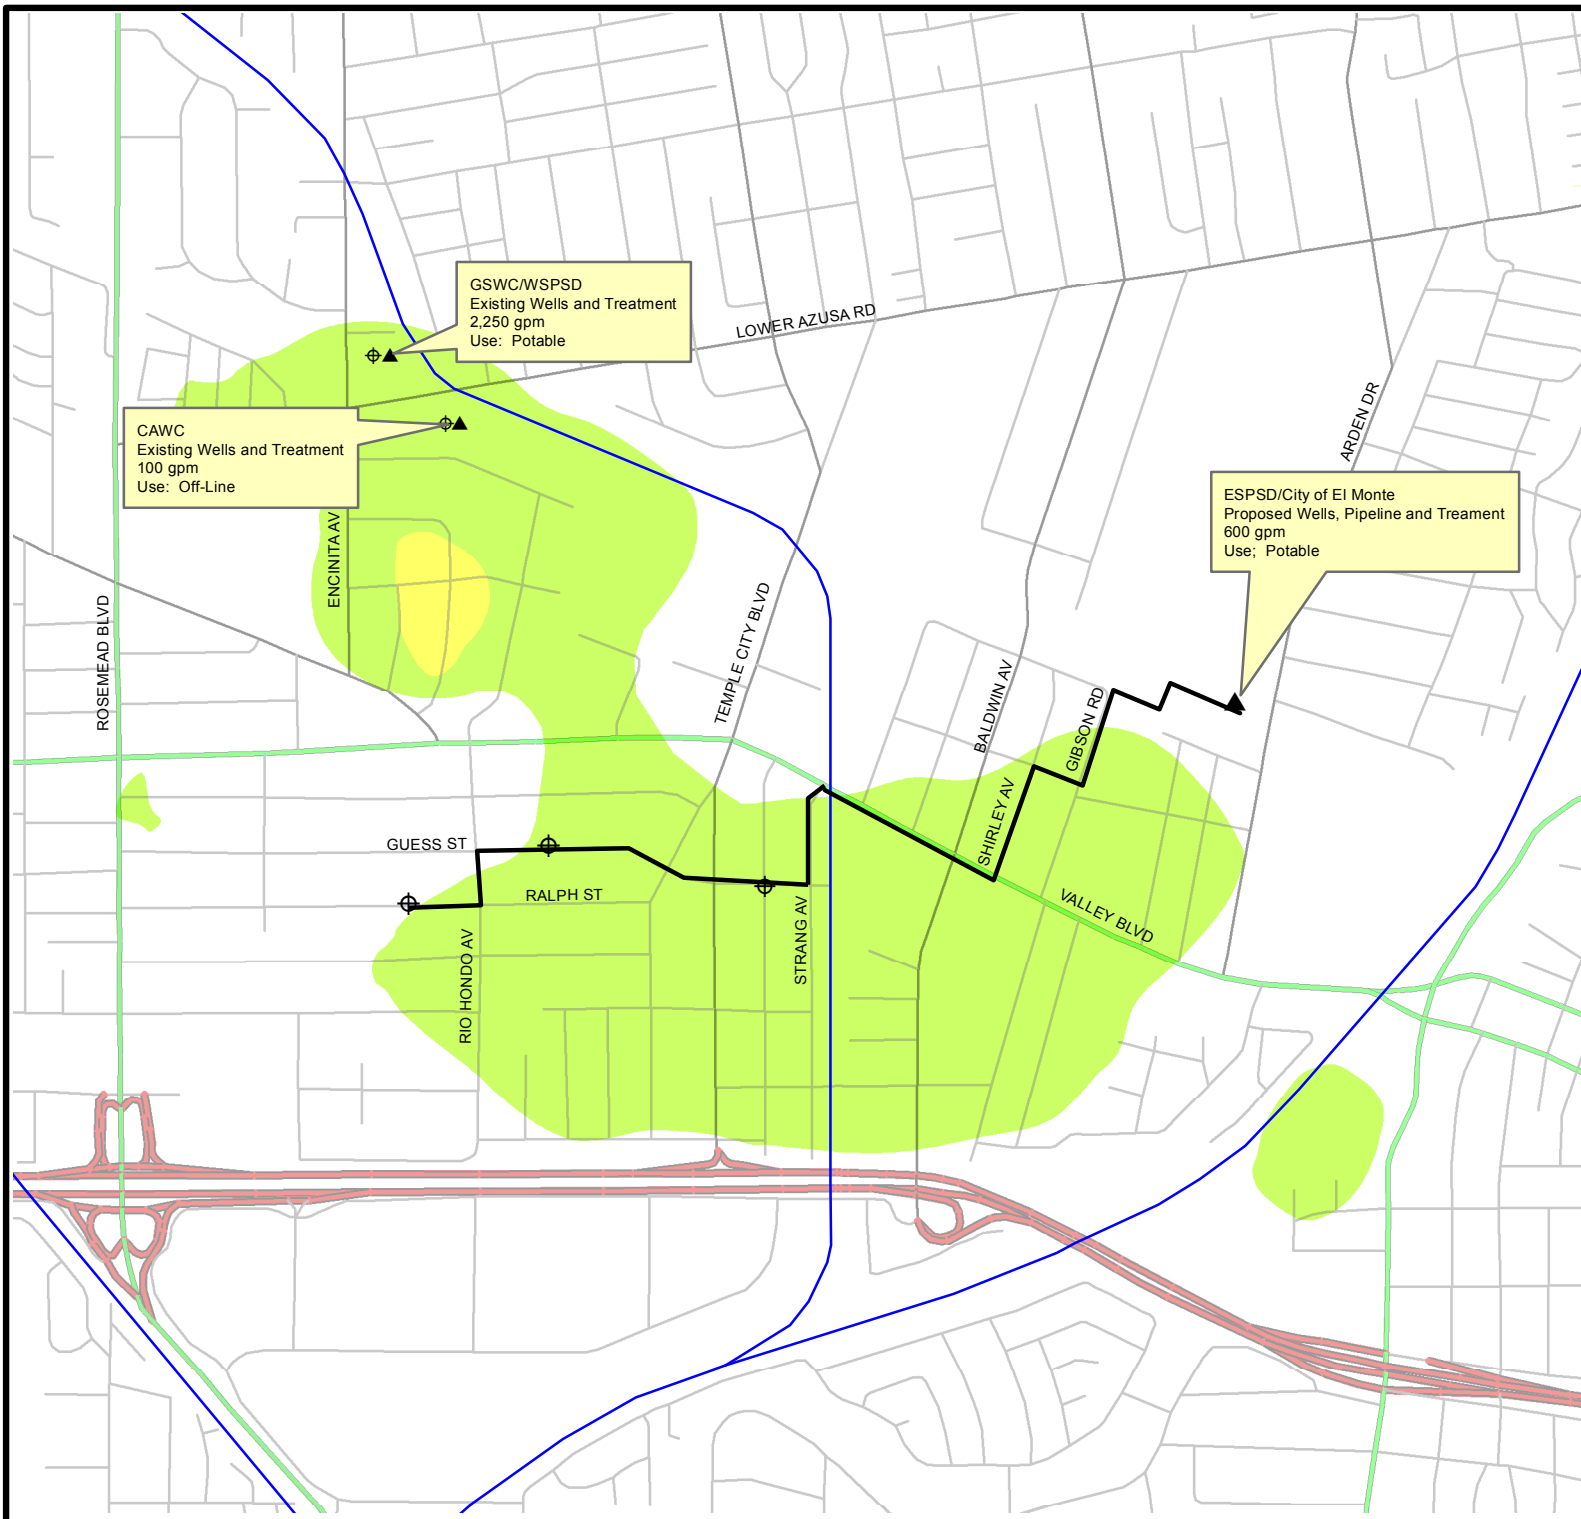 GSWC/WSPSD
Existing Wells and Treatment
2,250 gpm
Use: Potable
LOWER AZUSA RD
CAWC
Existing Wells and Treatment
100 gpm
Use: Off-Line
ARDEN DR
ESPSD/City of El Monte
Proposed Wells, Pipeline and Treament
600 gpm
Use; Potable
ENCINITA AV
ROSEMEAD BLVD
TEMPLE CITY BLVD
BALDWIN AV
GIBSON RD
SHIRLEY AV
GUESS ST
RALPH ST
VALLEY BLVD
STRANG AV
RIO HONDO AV